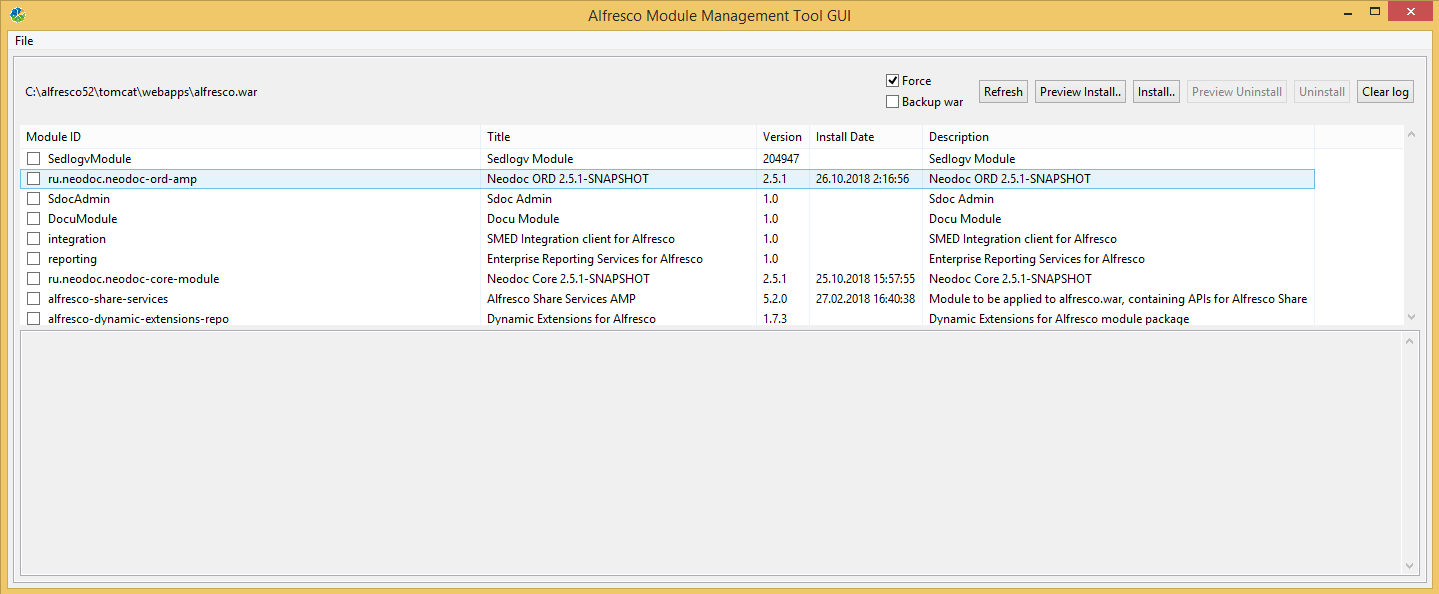 Alfresco Module Management Tool GUI
File
C:\alfresco52\tomcat\webapps\alfresco.war
Force
Backup war
Refresh Preview Install.. Install.. Preview Uninstall Uninstall Clear log
Module ID Title Version Install Date Description
SedlogvModule Sedlogv Module 204947 Sedlogv Module
ru.neodoc.neodoc-ord-amp Neodoc ORD 2.5.1-SNAPSHOT 2.5.1 26.10.2018 2:16:56 Neodoc ORD 2.5.1-SNAPSHOT
SdocAdmin Sdoc Admin 1.0 Sdoc Admin
DocuModule Docu Module 1.0 Docu Module
integration SMED Integration client for Alfresco 1.0 SMED Integration client for Alfresco
reporting Enterprise Reporting Services for Alfresco 1.0 Enterprise Reporting Services for Alfresco
ru.neodoc.neodoc-core-module Neodoc Core 2.5.1-SNAPSHOT 2.5.1 25.10.2018 15:57:55 Neodoc Core 2.5.1-SNAPSHOT
alfresco-share-services Alfresco Share Services AMP 5.2.0 27.02.2018 16:40:38 Module to be applied to alfresco.war, containing APIs for Alfresco Share
alfresco-dynamic-extensions-repo Dynamic Extensions for Alfresco 1.7.3 Dynamic Extensions for Alfresco module package